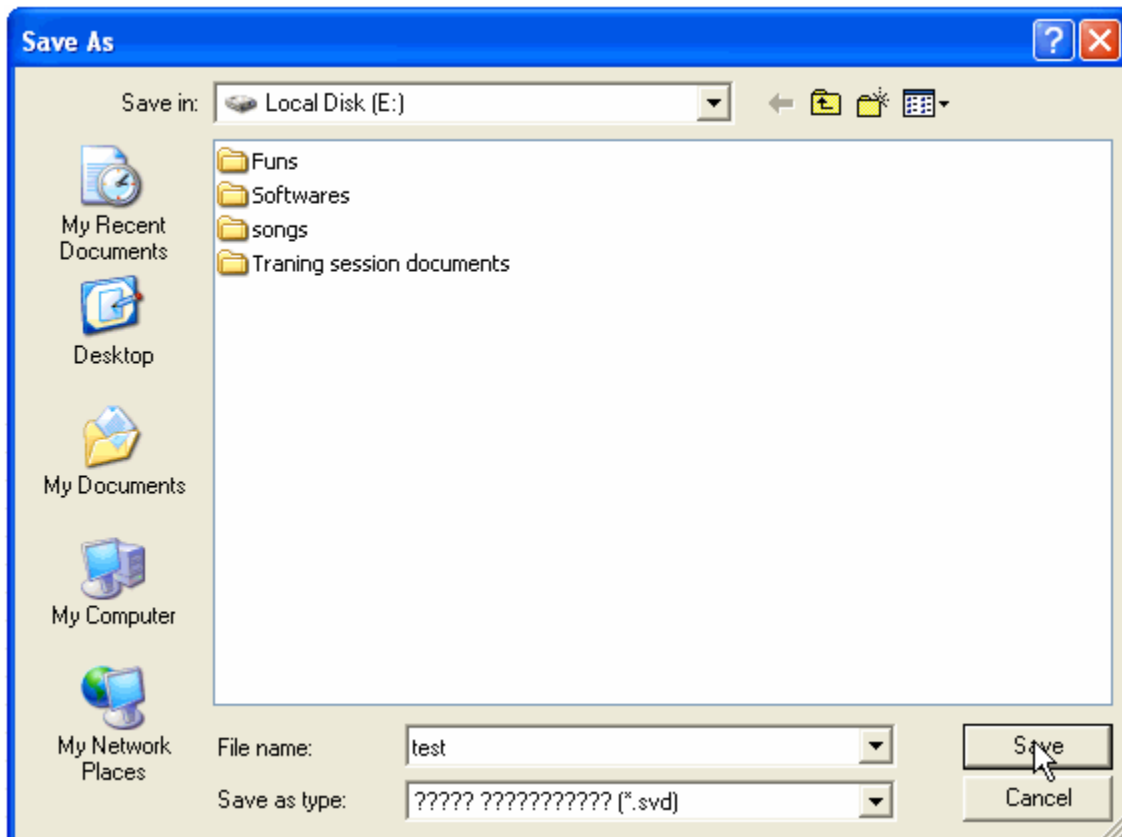 Save As
Save in:
Local Disk (E:)
My Recent
Documents
Desktop
My Documents
My Computer
My Network
Places
Funs
Softwares
songs
Traning session documents
File name:
test
Save
Save as type:
????? ??????????? (*.svd)
Cancel